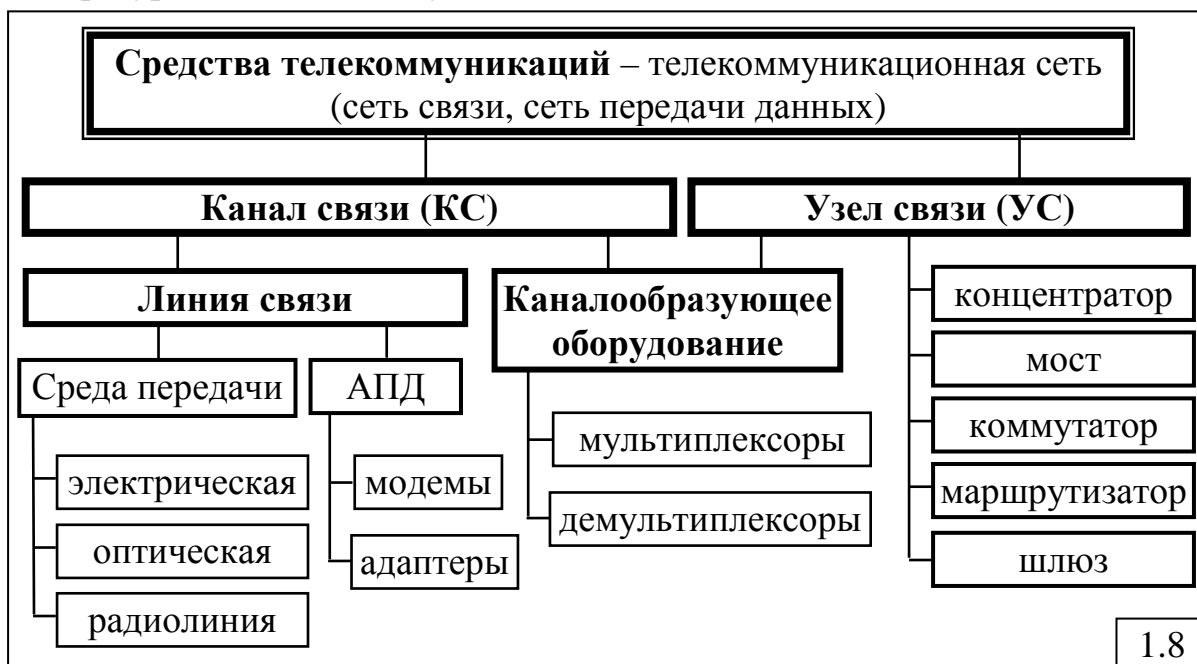 Средства телекоммуникаций – телекоммуникационная сеть
(сеть связи, сеть передачи данных)
Канал связи (КС)
Узел связи (УС)
Линия связи
Каналообразующее
оборудование
Среда передачи
АПД
электрическая
оптическая
радиолиния
модемы
адаптеры
мультиплексоры
демультиплексоры
концентратор
мост
коммутатор
маршрутизатор
шлюз
1.8